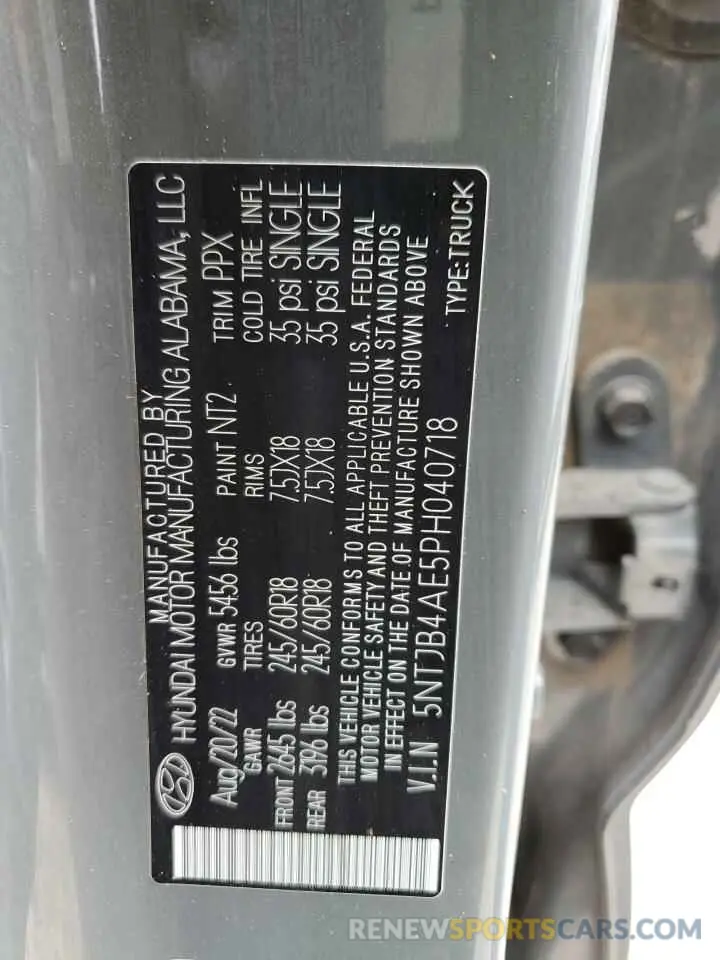 MANUFACTURED BY
HYUNDAI MOTOR MANUFACTURING ALABAMA, LLC
Aug/20/22 GVWR 5456 lbs PAINT NT2 TRIM PPX
GAWR TIRES RIMS COLD TIRE INFL
FRONT 2645 lbs 245/60R18 7.5JX18 35 psi SINGLE
REAR 3196 lbs 245/60R18 7.5JX18 35 psi SINGLE
THIS VEHICLE CONFORMS TO ALL APPLICABLE U.S.A. FEDERAL
MOTOR VEHICLE SAFETY AND THEFT PREVENTION STANDARDS
IN EFFECT ON THE DATE OF MANUFACTURE SHOWN ABOVE
V.I.N 5NTJB4AE5PH040718 TYPE:TRUCK
RENEWSPORTSCARS.COM